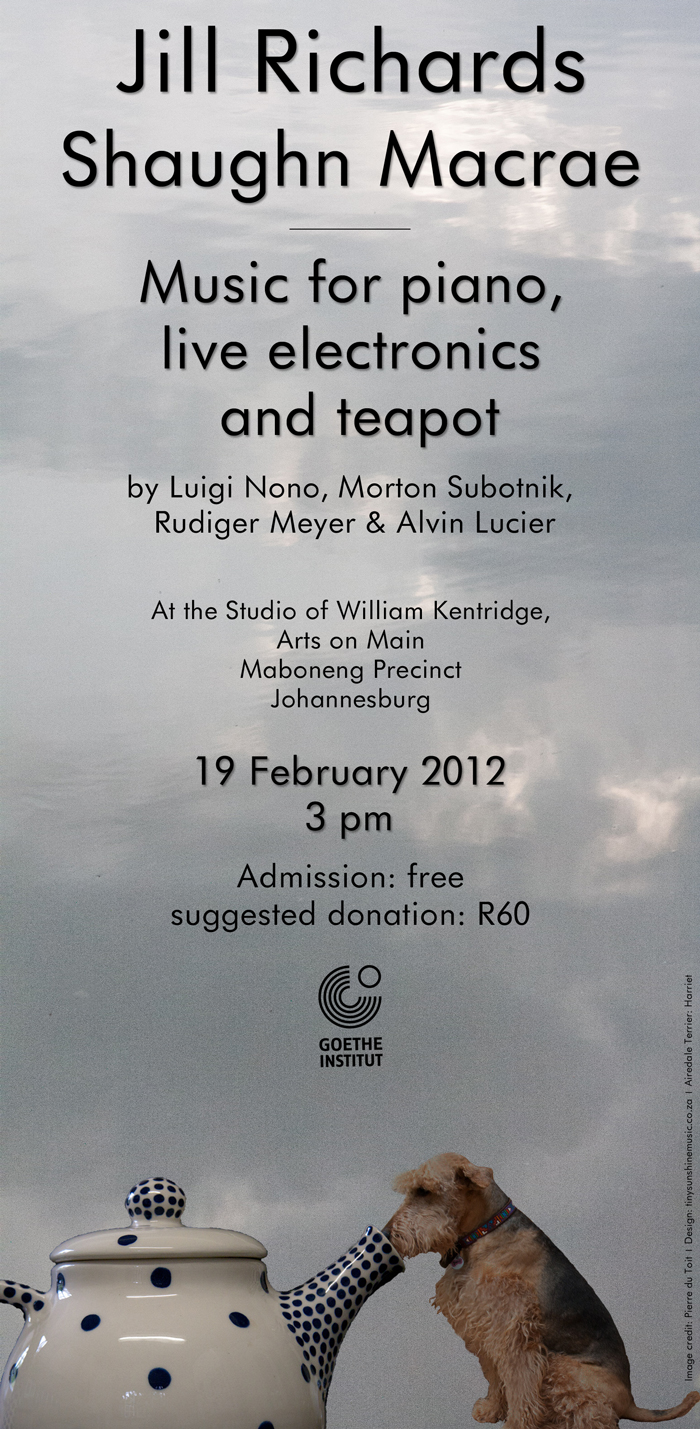 Jill Richards
Shaughn Macrae
Music for piano,
live electronics
and teapot
by Luigi Nono, Morton Subotnik,
Rudiger Meyer & Alvin Lucier
At the Studio of William Kentridge,
Arts on Main
Maboneng Precinct
Johannesburg
19 February 2012
3 pm
Admission: free
suggested donation: R60
GOETHE
INSTITUT
Image credit: Pierre du Toit I Design: tinysunshinemusic.co.za I Airedale Terrier: Harriet